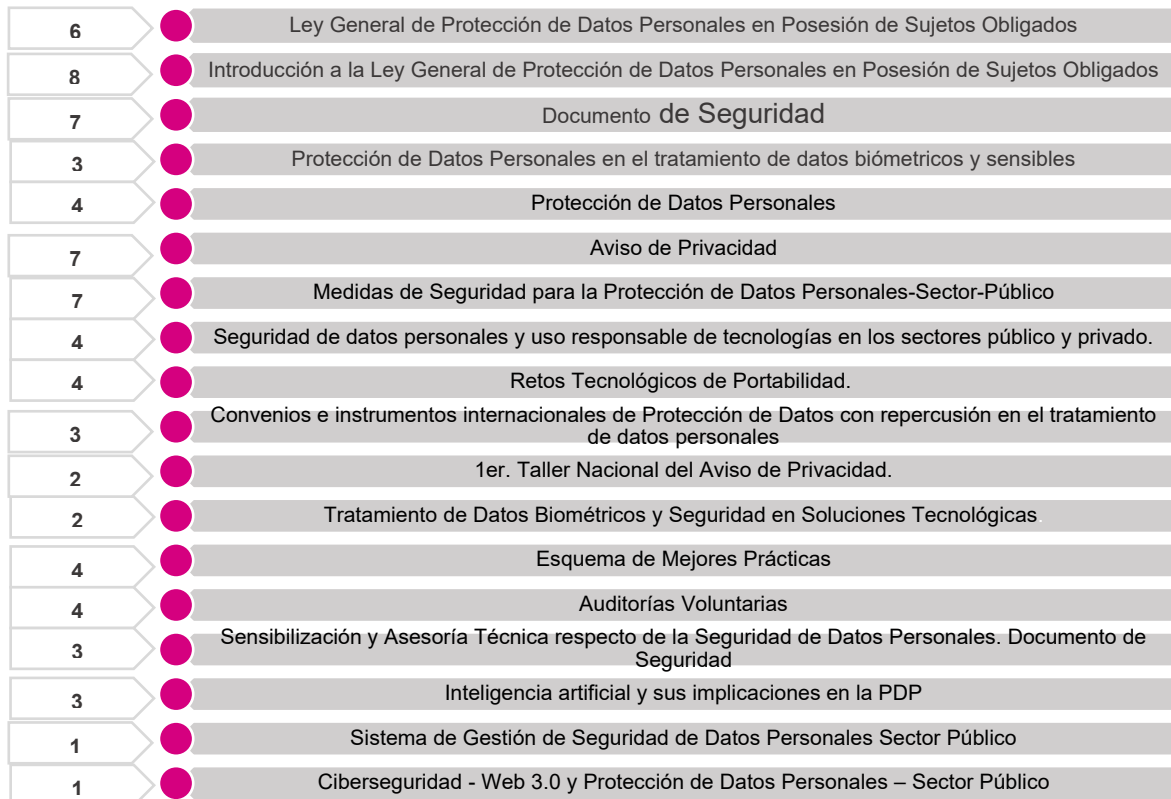 6 Ley General de Protección de Datos Personales en Posesión de Sujetos Obligados
8 Introducción a la Ley General de Protección de Datos Personales en Posesión de Sujetos Obligados
7 Documento de Seguridad
3 Protección de Datos Personales en el tratamiento de datos biómetricos y sensibles
4 Protección de Datos Personales
7 Aviso de Privacidad
7 Medidas de Seguridad para la Protección de Datos Personales-Sector-Público
4 Seguridad de datos personales y uso responsable de tecnologías en los sectores público y privado.
4 Retos Tecnológicos de Portabilidad.
3 Convenios e instrumentos internacionales de Protección de Datos con repercusión en el tratamiento
de datos personales
2 1er. Taller Nacional del Aviso de Privacidad.
2 Tratamiento de Datos Biométricos y Seguridad en Soluciones Tecnológicas.
4 Esquema de Mejores Prácticas
4 Auditorías Voluntarias
3 Sensibilización y Asesoría Técnica respecto de la Seguridad de Datos Personales. Documento de
Seguridad
3 Inteligencia artificial y sus implicaciones en la PDP
1 Sistema de Gestión de Seguridad de Datos Personales Sector Público
1 Ciberseguridad - Web 3.0 y Protección de Datos Personales – Sector Público